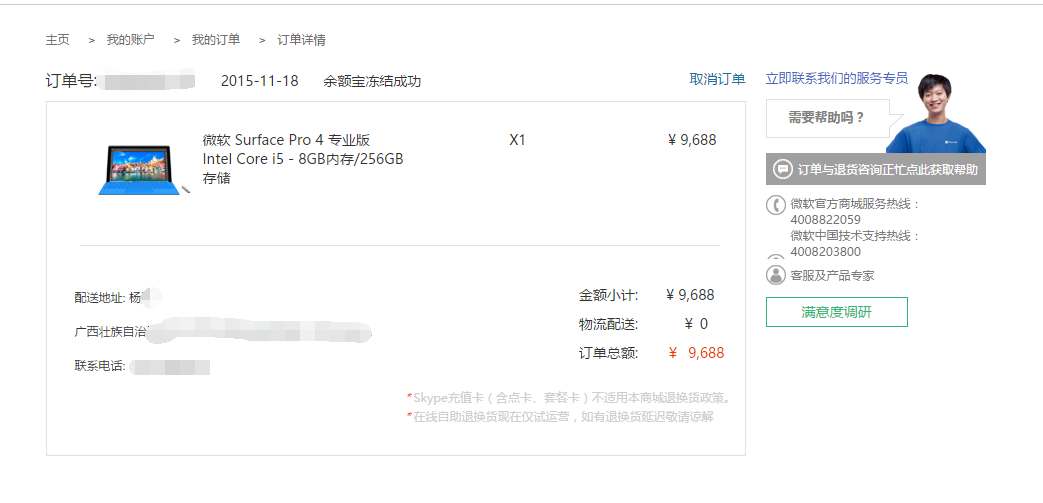 主页 > 我的账户 > 我的订单 > 订单详情
订单号: 2015-11-18 余额宝冻结成功 取消订单
微软 Surface Pro 4 专业版 X1 ¥ 9,688
Intel Core i5 - 8GB内存/256GB
存储
配送地址: 杨
广西壮族自治
联系电话:
金额小计: ¥ 9,688
物流配送: ¥ 0
订单总额: ¥ 9,688
*Skype充值卡（含点卡、套餐卡）不适用本商城退换货政策。
*在线自助退换货现在仅试运营，如有退换货延迟敬请谅解
立即联系我们的服务专员
需要帮助吗？
订单与退货咨询正忙点此获取帮助
微软官方商城服务热线：
4008822059
微软中国技术支持热线：
4008203800
客服及产品专家
满意度调研